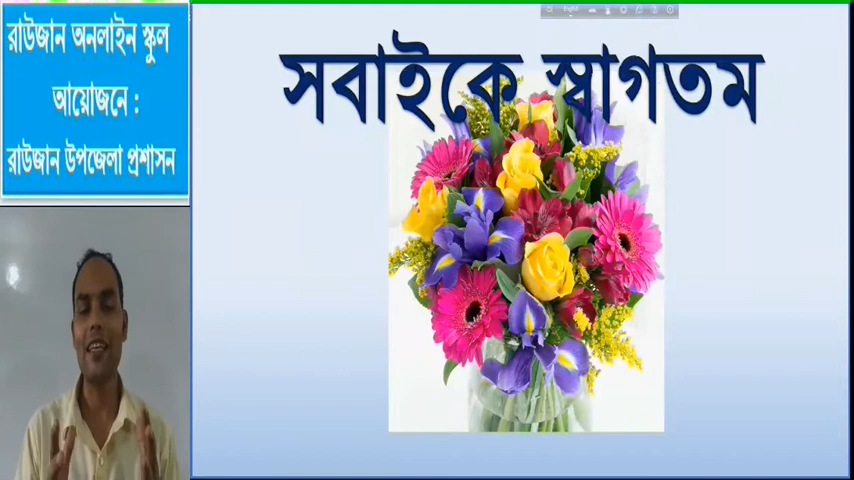 রাউজান অনলাইন স্কুল
আয়োজনে :
রাউজান উপজেলা প্রশাসন
সবাইকে স্বাগতম